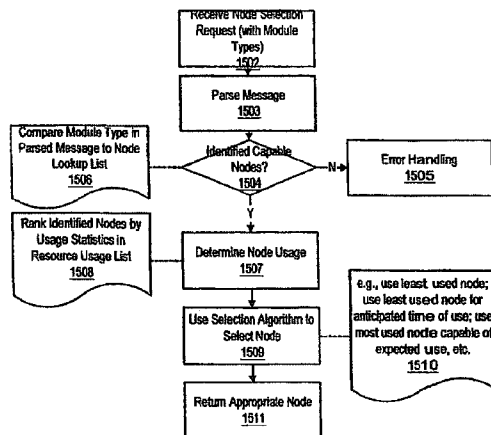 Receive Node Selection
Request (with Module
Types)
1502
Parse Message
1503
Compare Module Type in
Parsed Message to Node
Lookup List
1506
Identified Capable
Nodes?
1504
N
Error Handling
1505
Y
Rank Identified Nodes by
Usage Statistics in
Resource Usage List
1508
Determine Node Usage
1507
Use Selection Algorithm to
Select Node
1509
e.g., use least used node;
use least used node for
anticipated time of use; use
most used node capable of
expected use, etc.
1510
Return Appropriate Node
1511